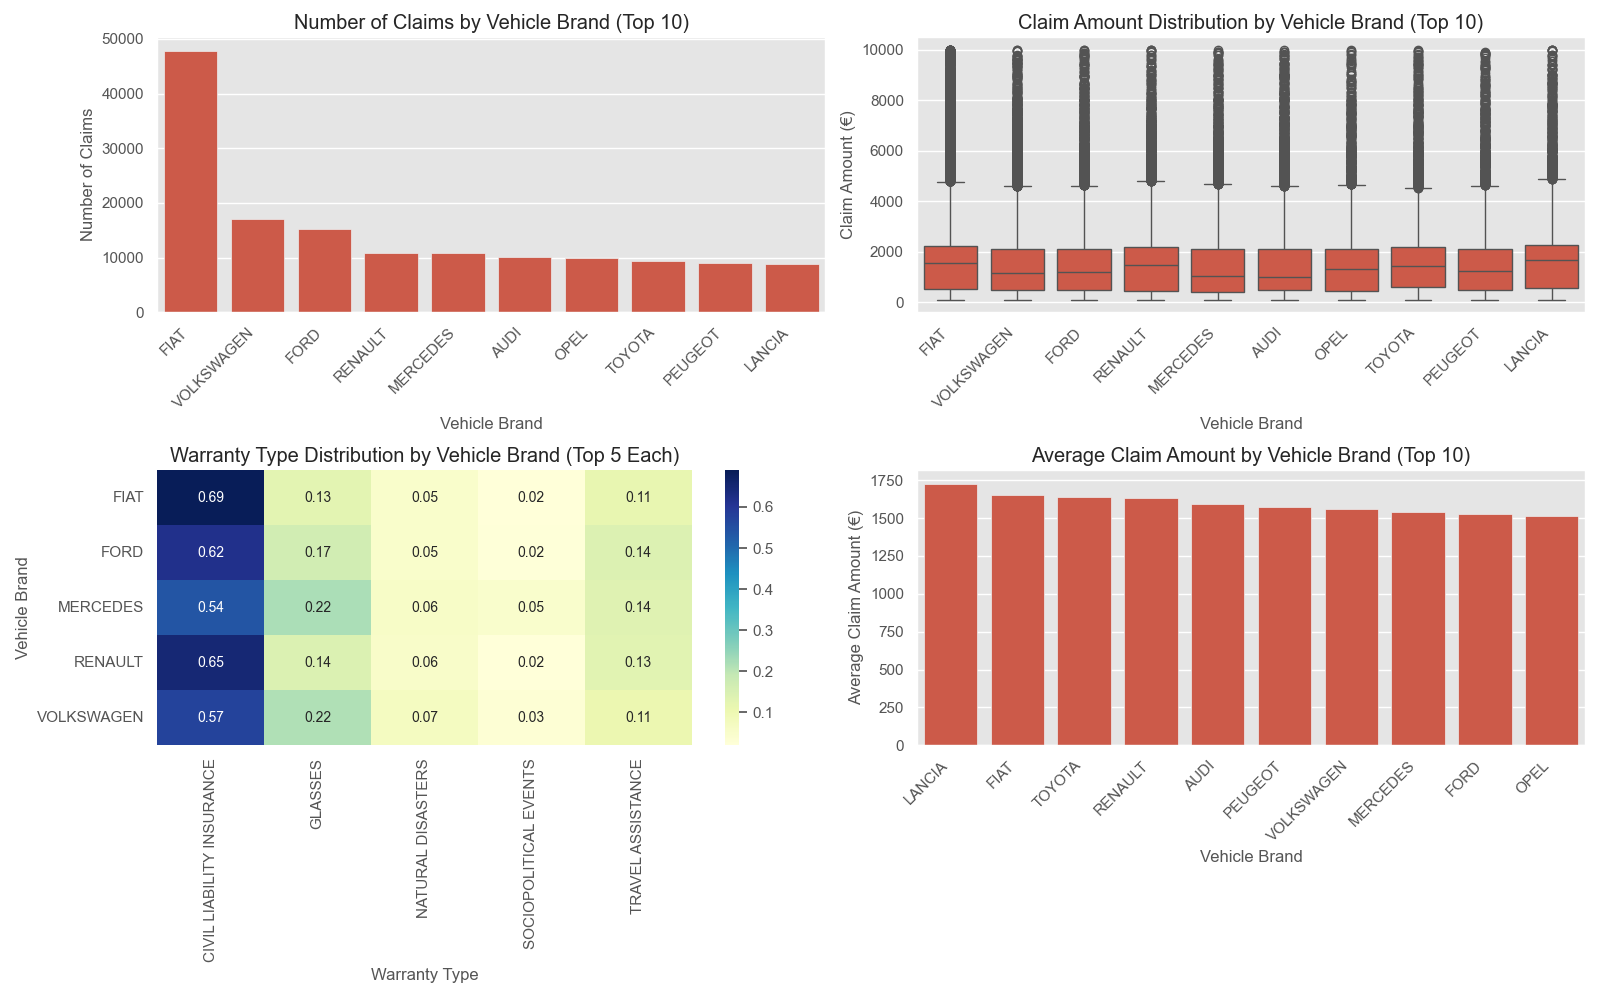 Number of Claims by Vehicle Brand (Top 10)
50000
40000
30000
20000
10000
0
Number of Claims
FIAT
VOLKSWAGEN
FORD
RENAULT
MERCEDES
AUDI
OPEL
TOYOTA
PEUGEOT
LANCIA
Vehicle Brand
Claim Amount Distribution by Vehicle Brand (Top 10)
10000
8000
6000
4000
2000
0
Claim Amount (€)
FIAT
VOLKSWAGEN
FORD
RENAULT
MERCEDES
AUDI
OPEL
TOYOTA
PEUGEOT
LANCIA
Vehicle Brand
Warranty Type Distribution by Vehicle Brand (Top 5 Each)
Vehicle Brand
FIAT 0.69 0.13 0.05 0.02 0.11
FORD 0.62 0.17 0.05 0.02 0.14
MERCEDES 0.54 0.22 0.06 0.05 0.14
RENAULT 0.65 0.14 0.06 0.02 0.13
VOLKSWAGEN 0.57 0.22 0.07 0.03 0.11
CIVIL LIABILITY INSURANCE
GLASSES
NATURAL DISASTERS
SOCIOPOLITICAL EVENTS
TRAVEL ASSISTANCE
Warranty Type
0.6
0.5
0.4
0.3
0.2
0.1
Average Claim Amount by Vehicle Brand (Top 10)
1750
1500
1250
1000
750
500
250
0
Average Claim Amount (€)
LANCIA
FIAT
TOYOTA
RENAULT
AUDI
PEUGEOT
VOLKSWAGEN
MERCEDES
FORD
OPEL
Vehicle Brand